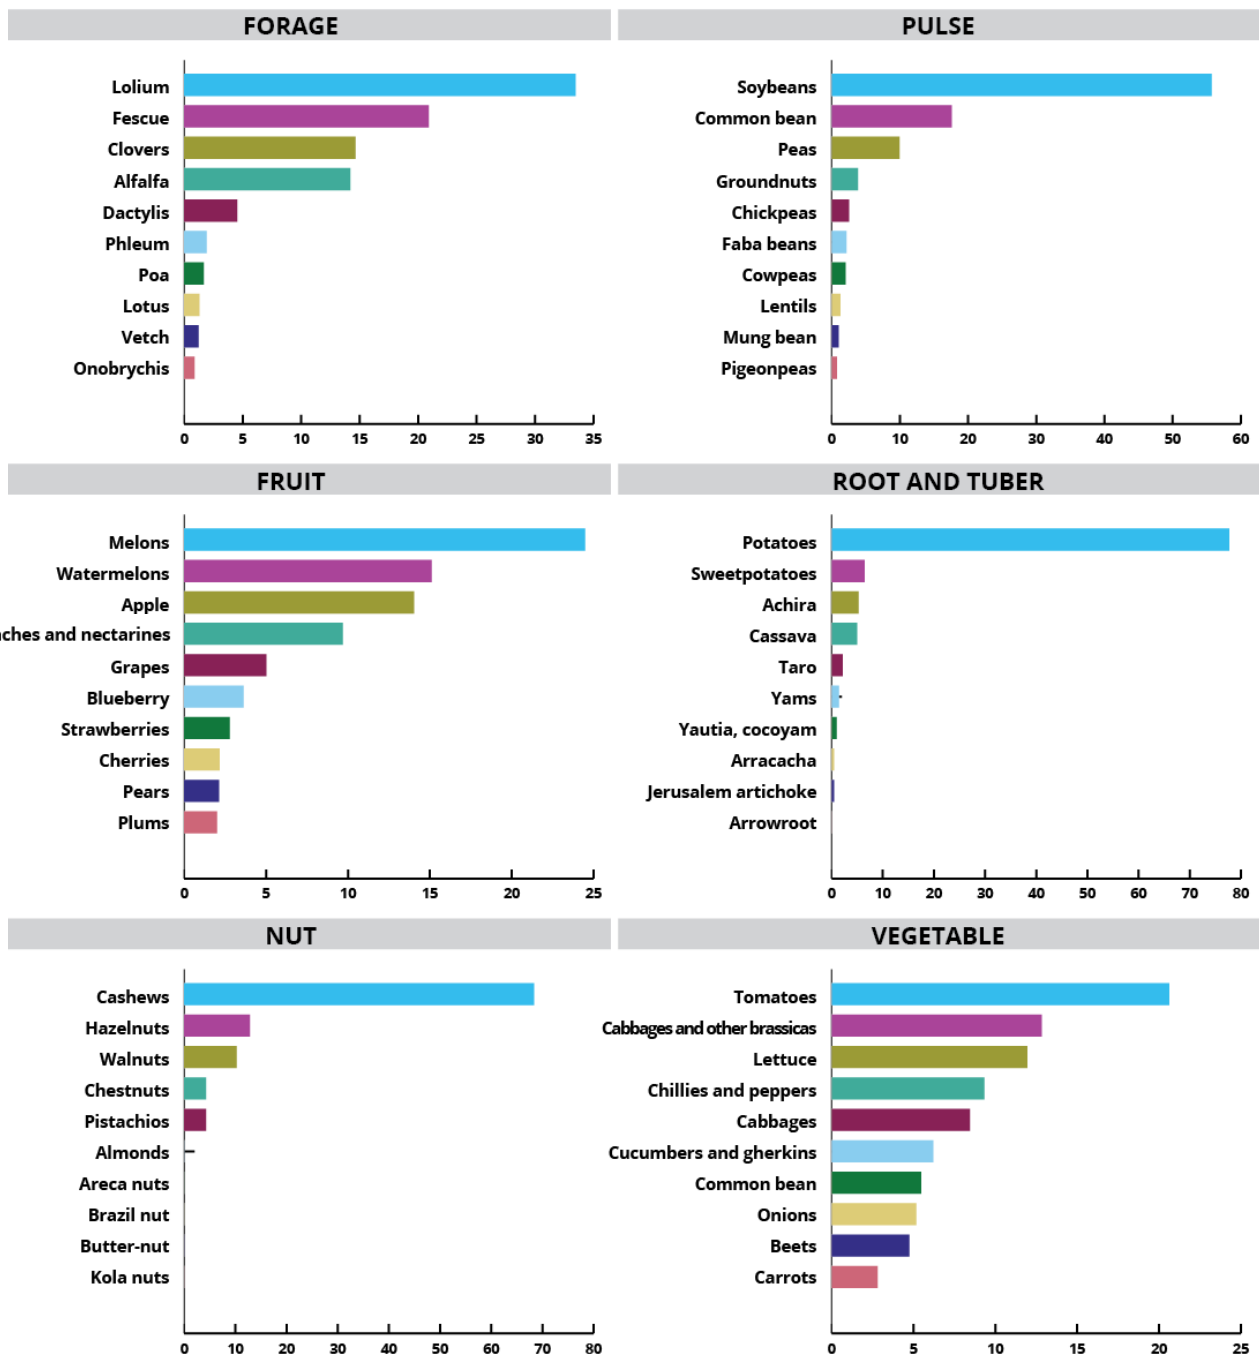 FORAGE
Lolium
Fescue
Clovers
Alfalfa
Dactylis
Phleum
Poa
Lotus
Vetch
Onobrychis
0 5 10 15 20 25 30 35
PULSE
Soybeans
Common bean
Peas
Groundnuts
Chickpeas
Faba beans
Cowpeas
Lentils
Mung bean
Pigeonpeas
0 10 20 30 40 50 60
FRUIT
Melons
Watermelons
Apple
aches and nectarines
Grapes
Blueberry
Strawberries
Cherries
Pears
Plums
0 5 10 15 20 25
ROOT AND TUBER
Potatoes
Sweetpotatoes
Achira
Cassava
Taro
Yams
Yautia, cocoyam
Arracacha
Jerusalem artichoke
Arrowroot
0 10 20 30 40 50 60 70 80
NUT
Cashews
Hazelnuts
Walnuts
Chestnuts
Pistachios
Almonds
Areca nuts
Brazil nut
Butter-nut
Kola nuts
0 10 20 30 40 50 60 70 80
VEGETABLE
Tomatoes
Cabbages and other brassicas
Lettuce
Chillies and peppers
Cabbages
Cucumbers and gherkins
Common bean
Onions
Beets
Carrots
0 5 10 15 20 25